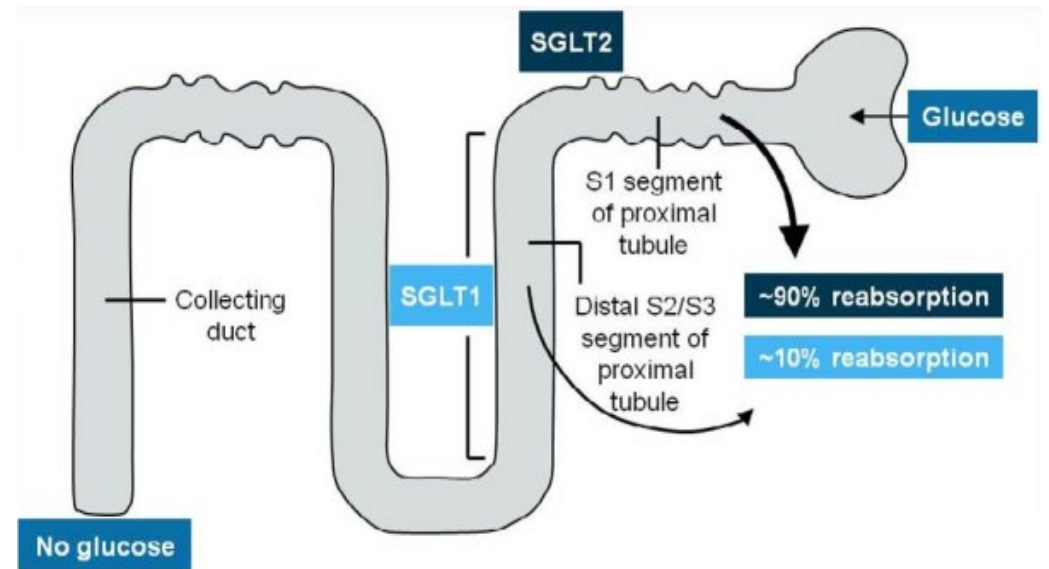 SGLT2
Glucose
S1 segment
of proximal
tubule
SGLT1
Collecting
duct
Distal S2/S3
segment of
proximal
tubule
~90% reabsorption
~10% reabsorption
No glucose